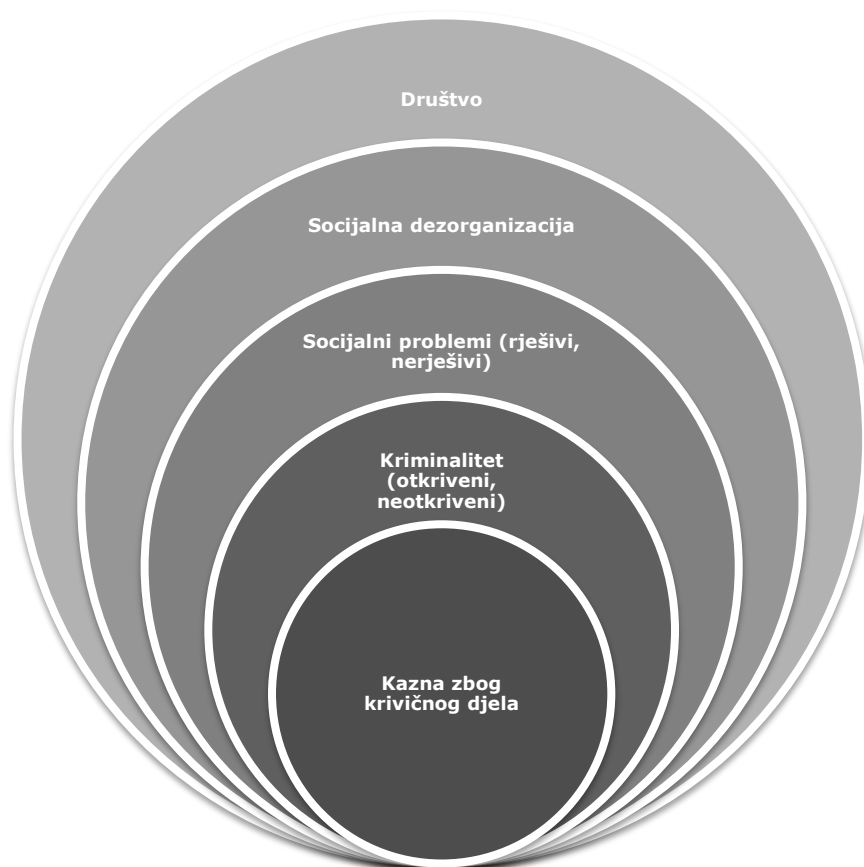 Društvo
Socijalna dezorganizacija
Socijalni problemi (rješivi,
nerješivi)
Kriminalitet
(otkriveni,
neotkriveni)
Kazna zbog
krivičnog djela